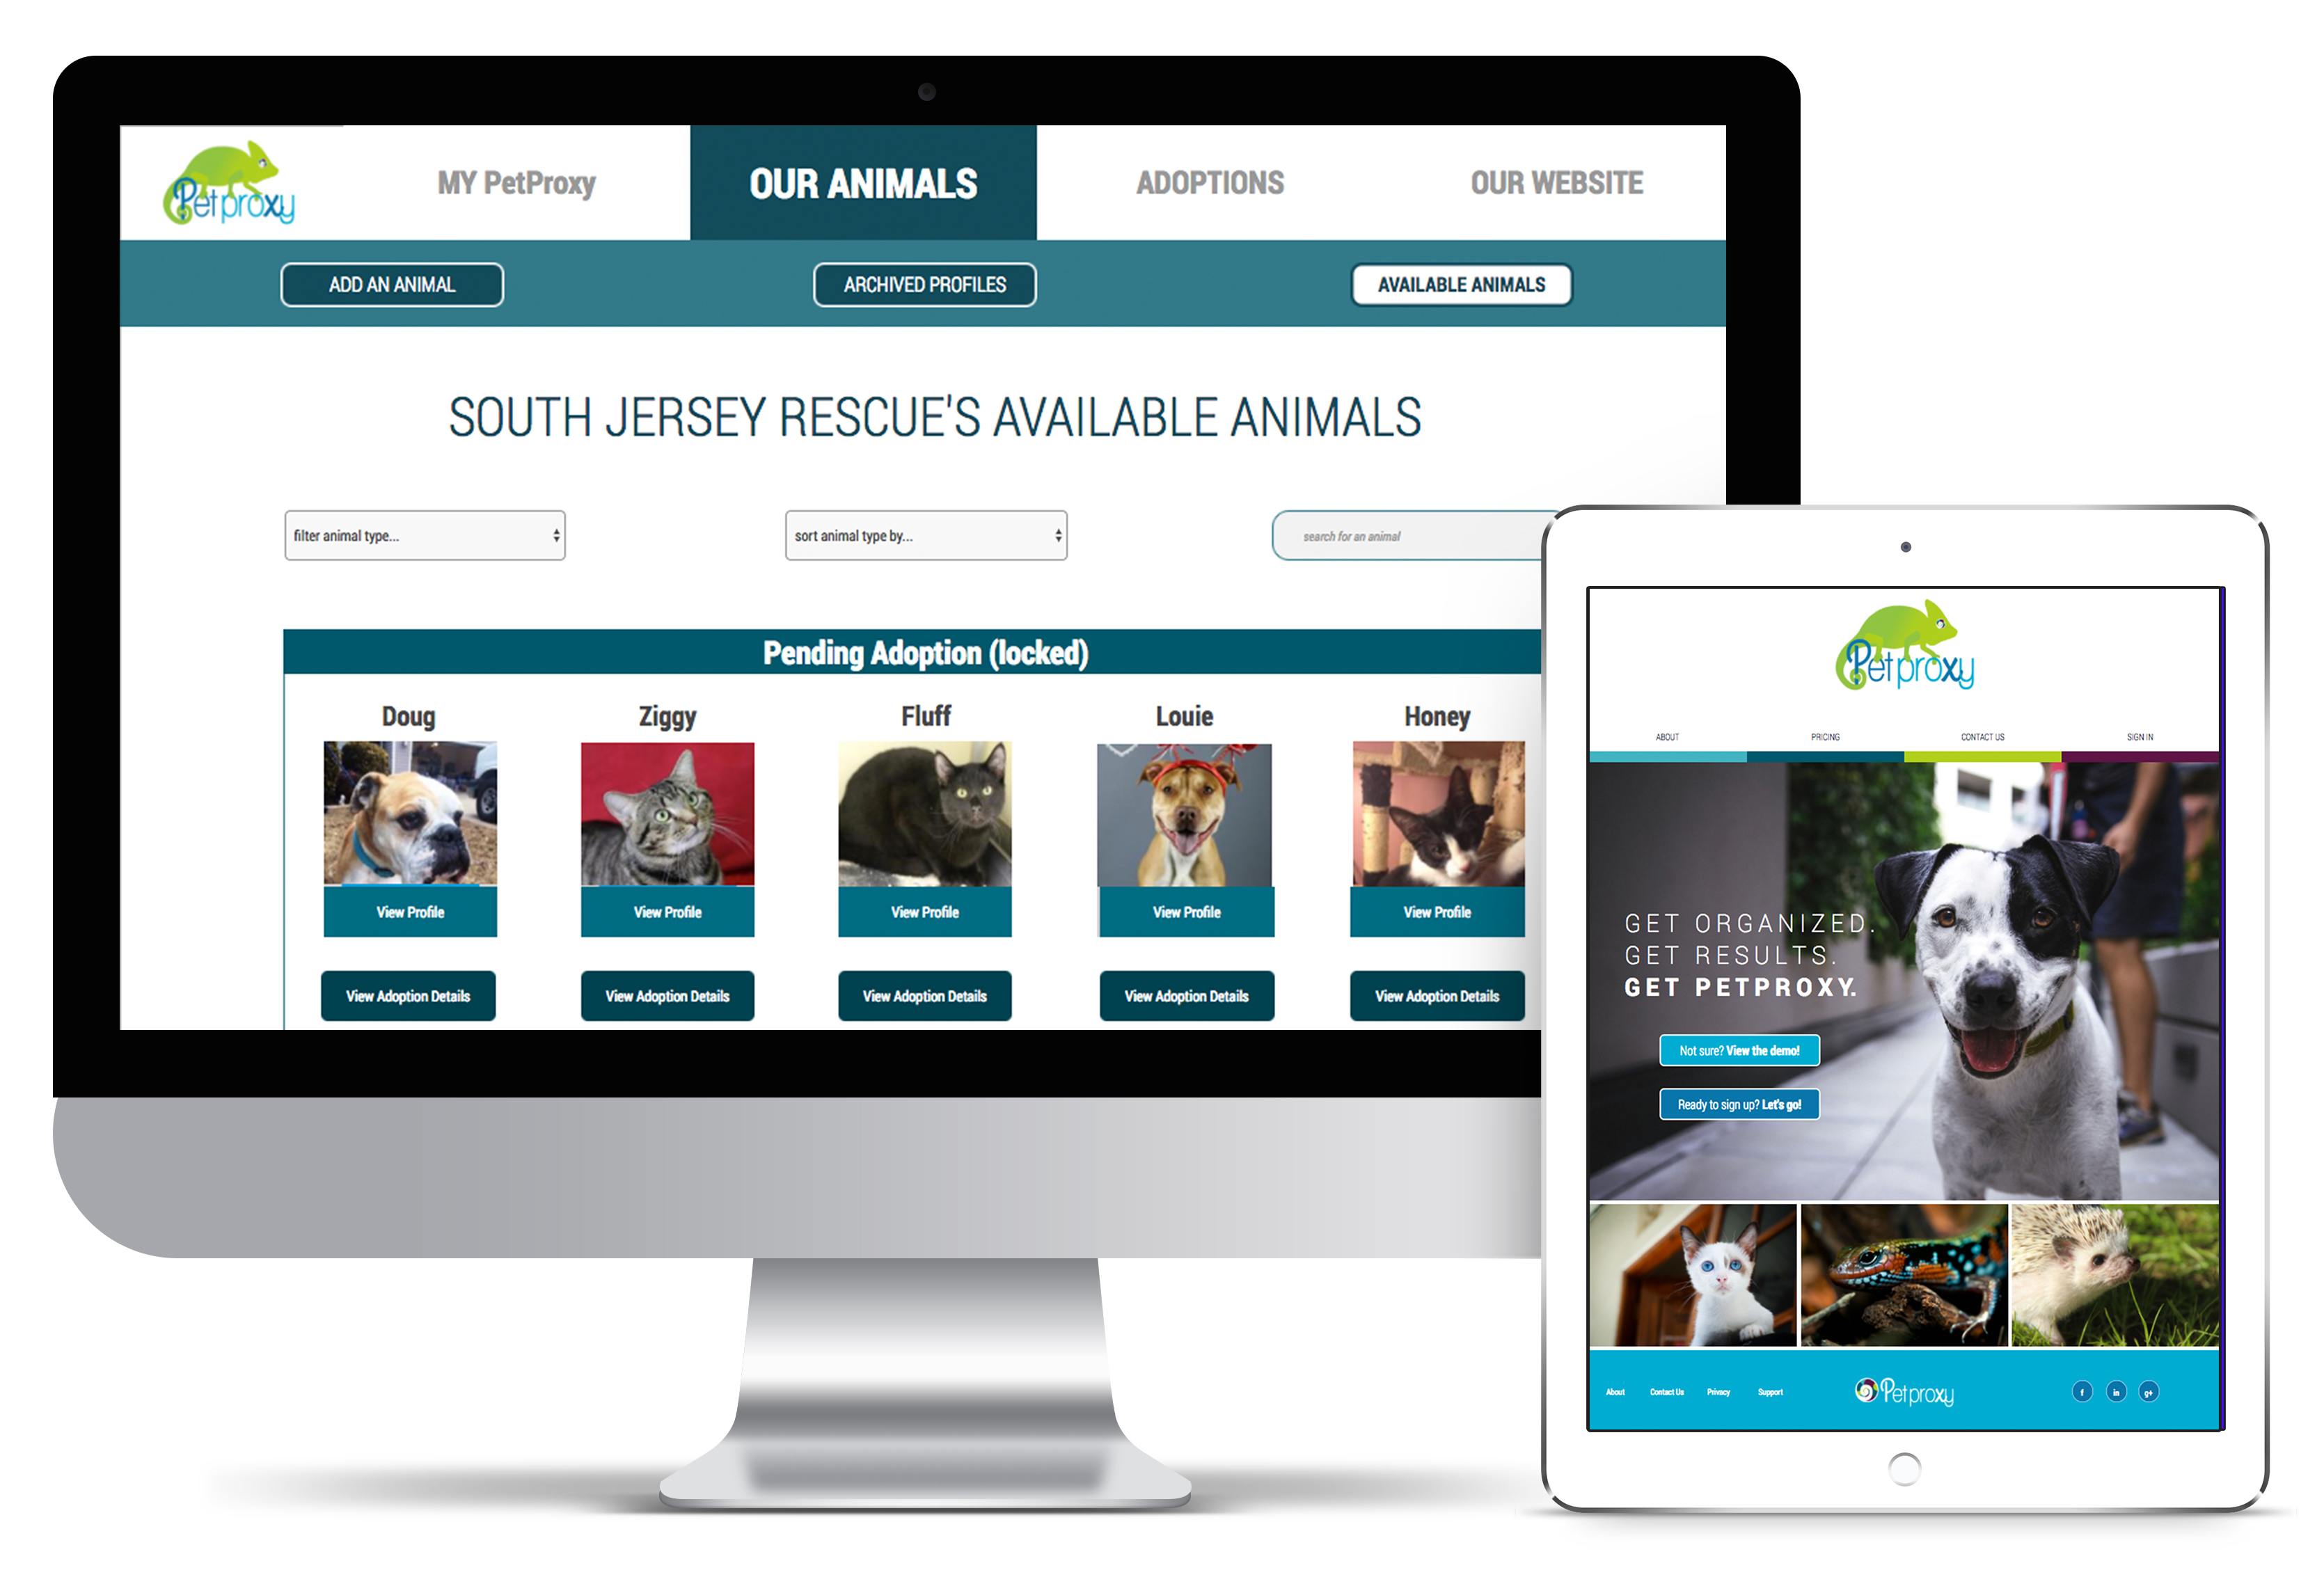 Petproxy
MY PetProxy
OUR ANIMALS
ADOPTIONS
OUR WEBSITE
ADD AN ANIMAL
ARCHIVED PROFILES
AVAILABLE ANIMALS
SOUTH JERSEY RESCUE'S AVAILABLE ANIMALS
filter animal type...
sort animal type by...
search for an animal
Pending Adoption (locked)
Doug
Ziggy
Fluff
Louie
Honey
View Profile
View Profile
View Profile
View Profile
View Profile
View Adoption Details
View Adoption Details
View Adoption Details
View Adoption Details
View Adoption Details
Petproxy
ABOUT
PRICING
CONTACT US
SIGN IN
GET ORGANIZED.
GET RESULTS.
GET PETPROXY.
Not sure? View the demo!
Ready to sign up? Let's go!
About
Contact Us
Privacy
Support
Petproxy
f
in
g+